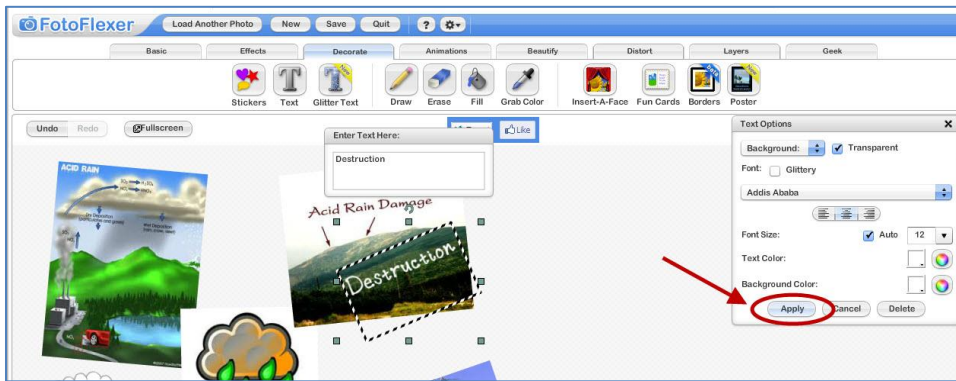 FotoFlexer Load Another Photo New Save Quit ?
Basic Effects Decorate Animations Beautify Distort Layers Geek
Stickers Text Glitter Text Draw Erase Fill Grab Color Insert-A-Face Fun Cards Borders Poster
Undo Redo Fullscreen
Like
Enter Text Here:
Destruction
ACID RAIN
Acid Rain Damage
Destruction
Text Options X
Background: Transparent
Font: Glittery
Addis Ababa
Font Size: Auto 12
Text Color:
Background Color:
Apply Cancel Delete